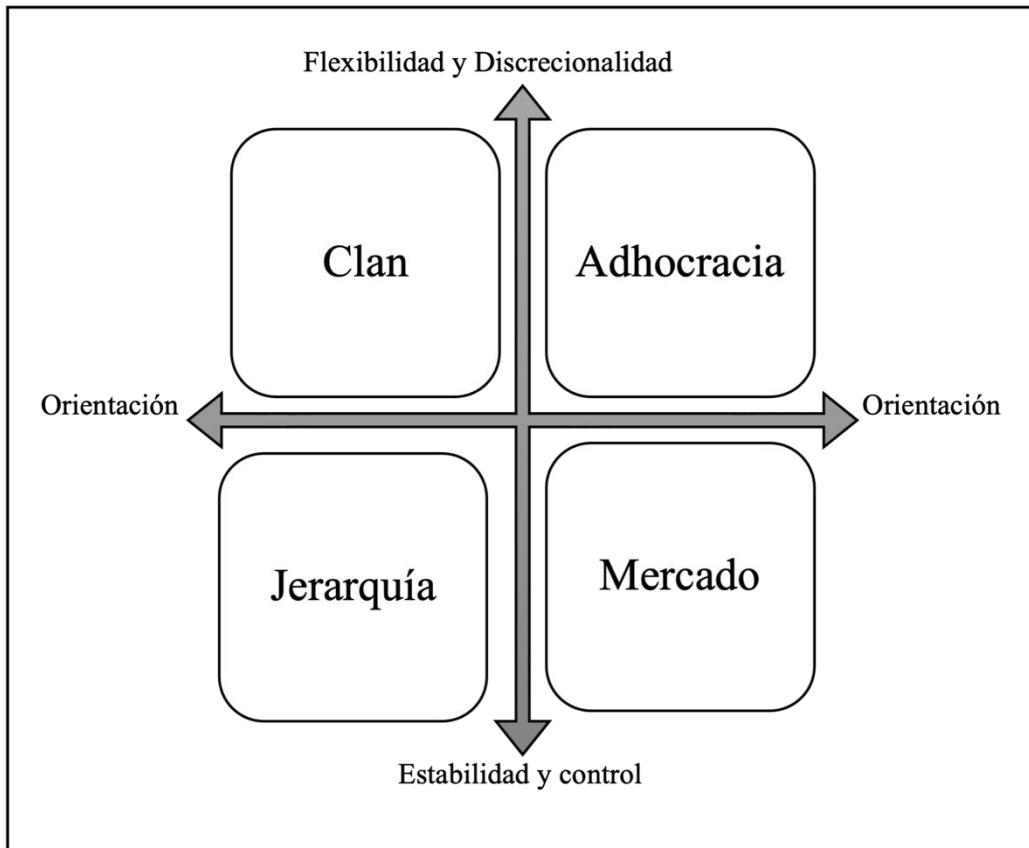 Flexibilidad y Discrecionalidad
Clan
Adhocracia
Orientación
Orientación
Jerarquía
Mercado
Estabilidad y control